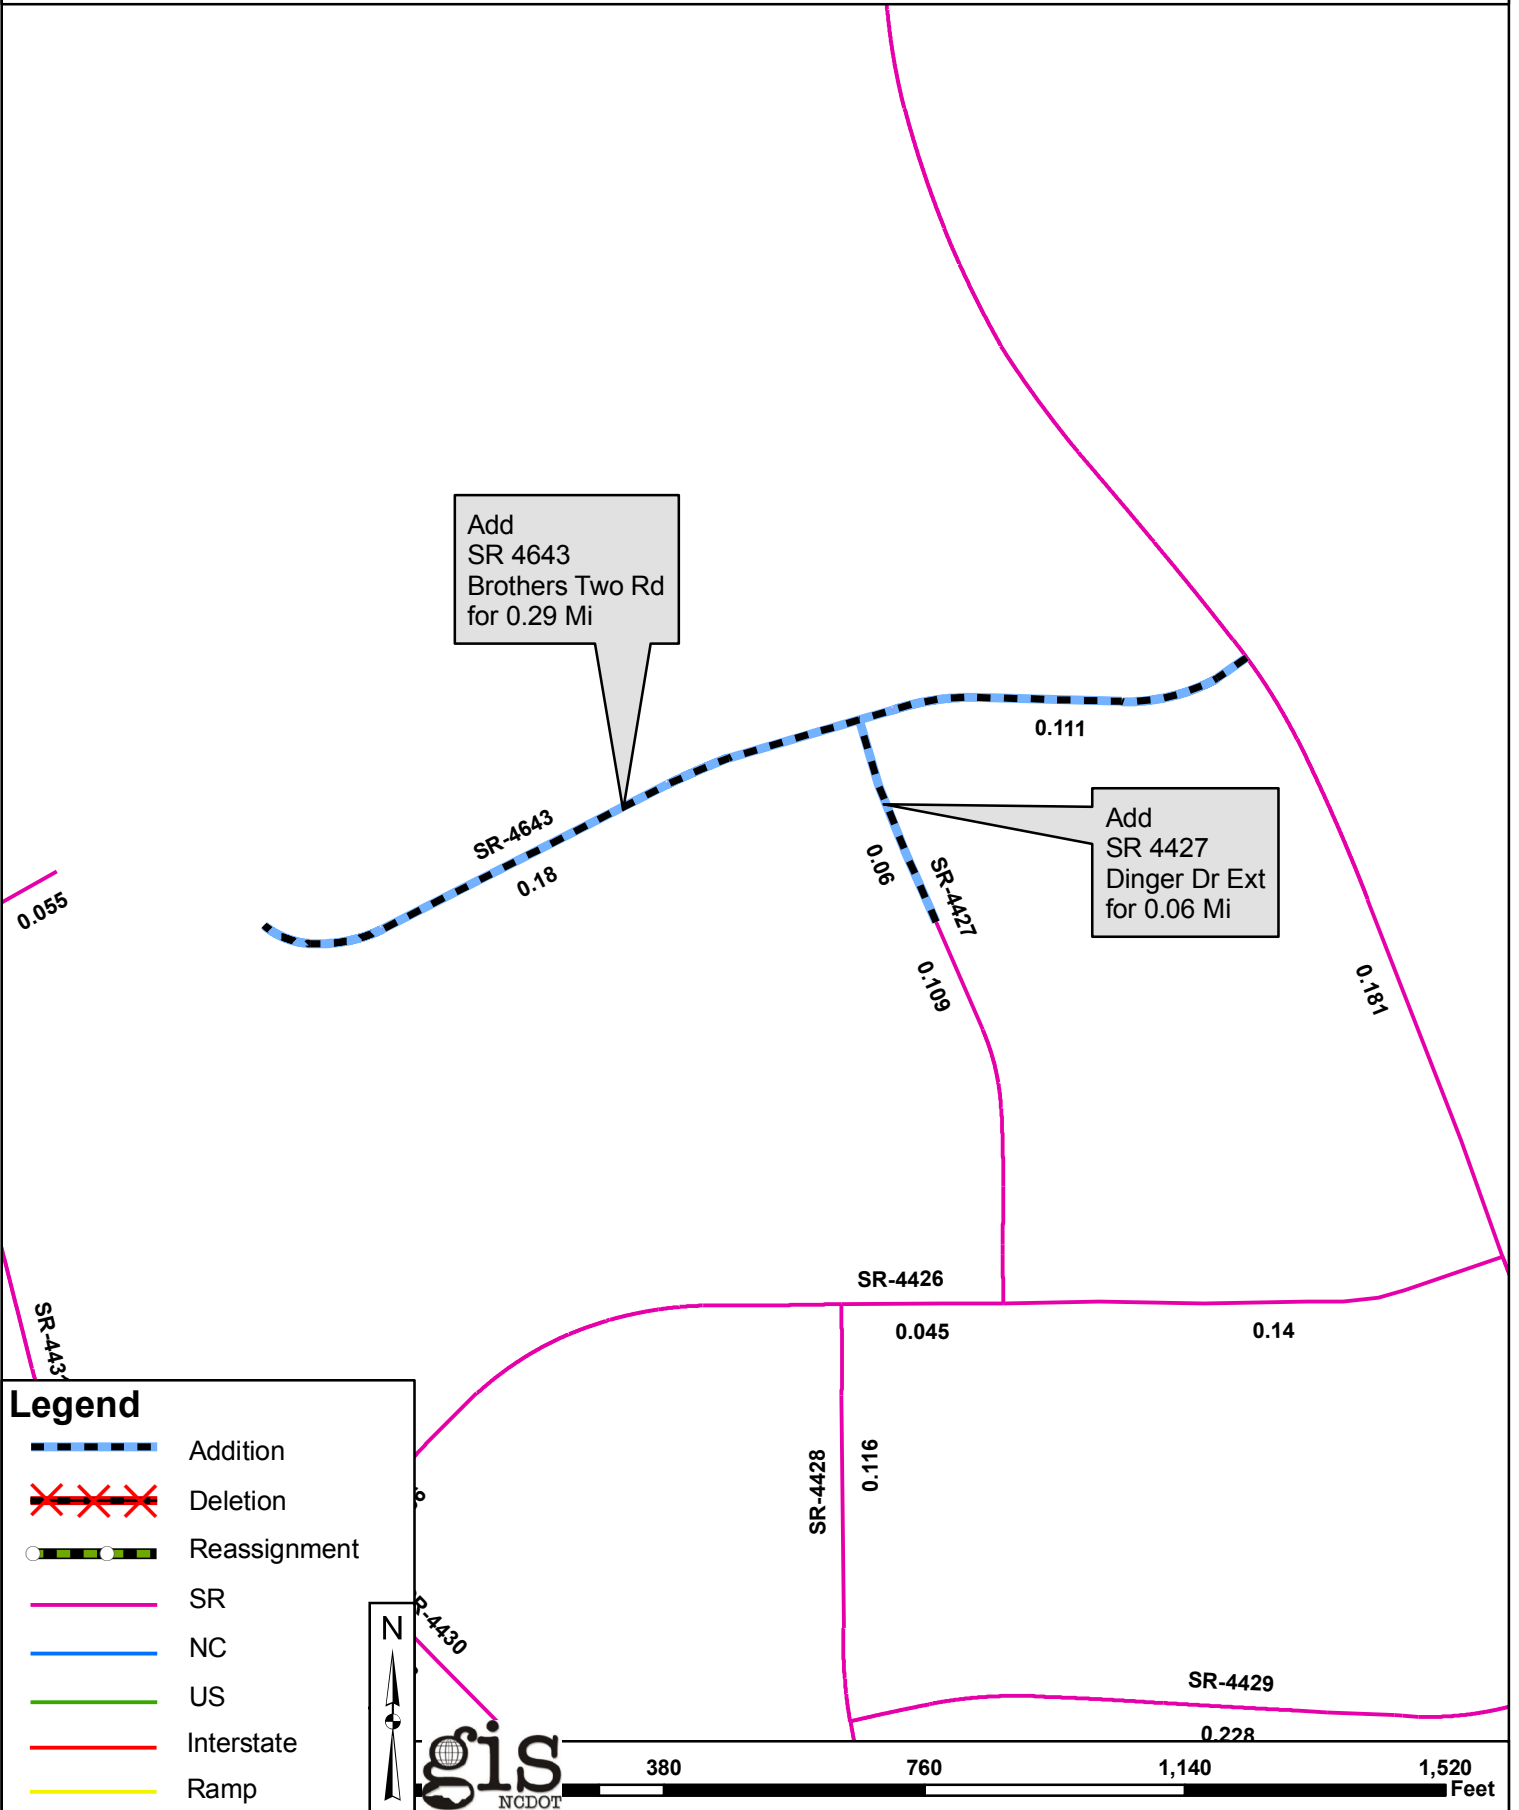 Add
SR 4643
Brothers Two Rd
for 0.29 Mi
0.111
Add
SR 4427
Dinger Dr Ext
for 0.06 Mi
SR-4643
0.18
0.06
SR-4427
0.055
0.109
0.181
SR-4426
0.045
0.14
SR-4428
0.116
SR-4430
SR-4429
0.228
Legend
Addition
Deletion
Reassignment
SR
NC
US
Interstate
Ramp
N
gis
NCDOT
380
760
1,140
1,520
Feet